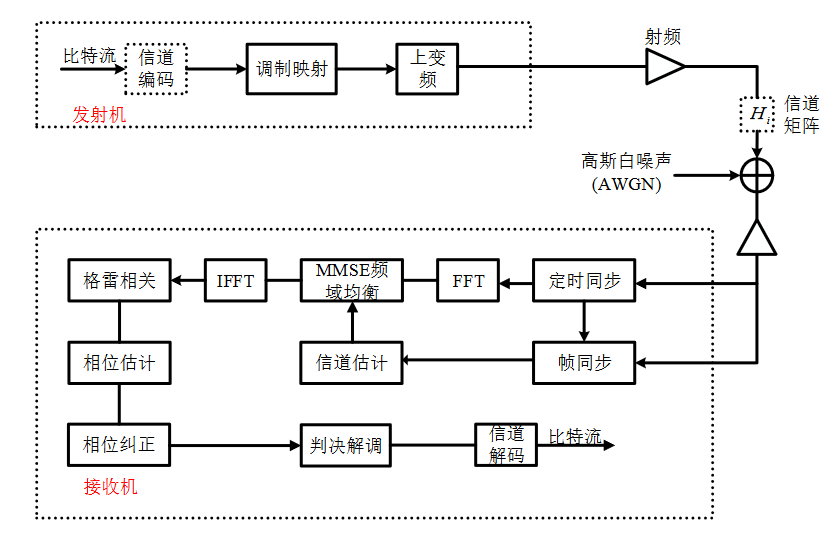 比特流
信道
编码
调制映射
上变
频
射频
发射机
H_i
信道
矩阵
高斯白噪声
(AWGN)
格雷相关
IFFT
MMSE频
域均衡
FFT
定时同步
相位估计
信道估计
帧同步
相位纠正
判决解调
信道
解码
比特流
接收机